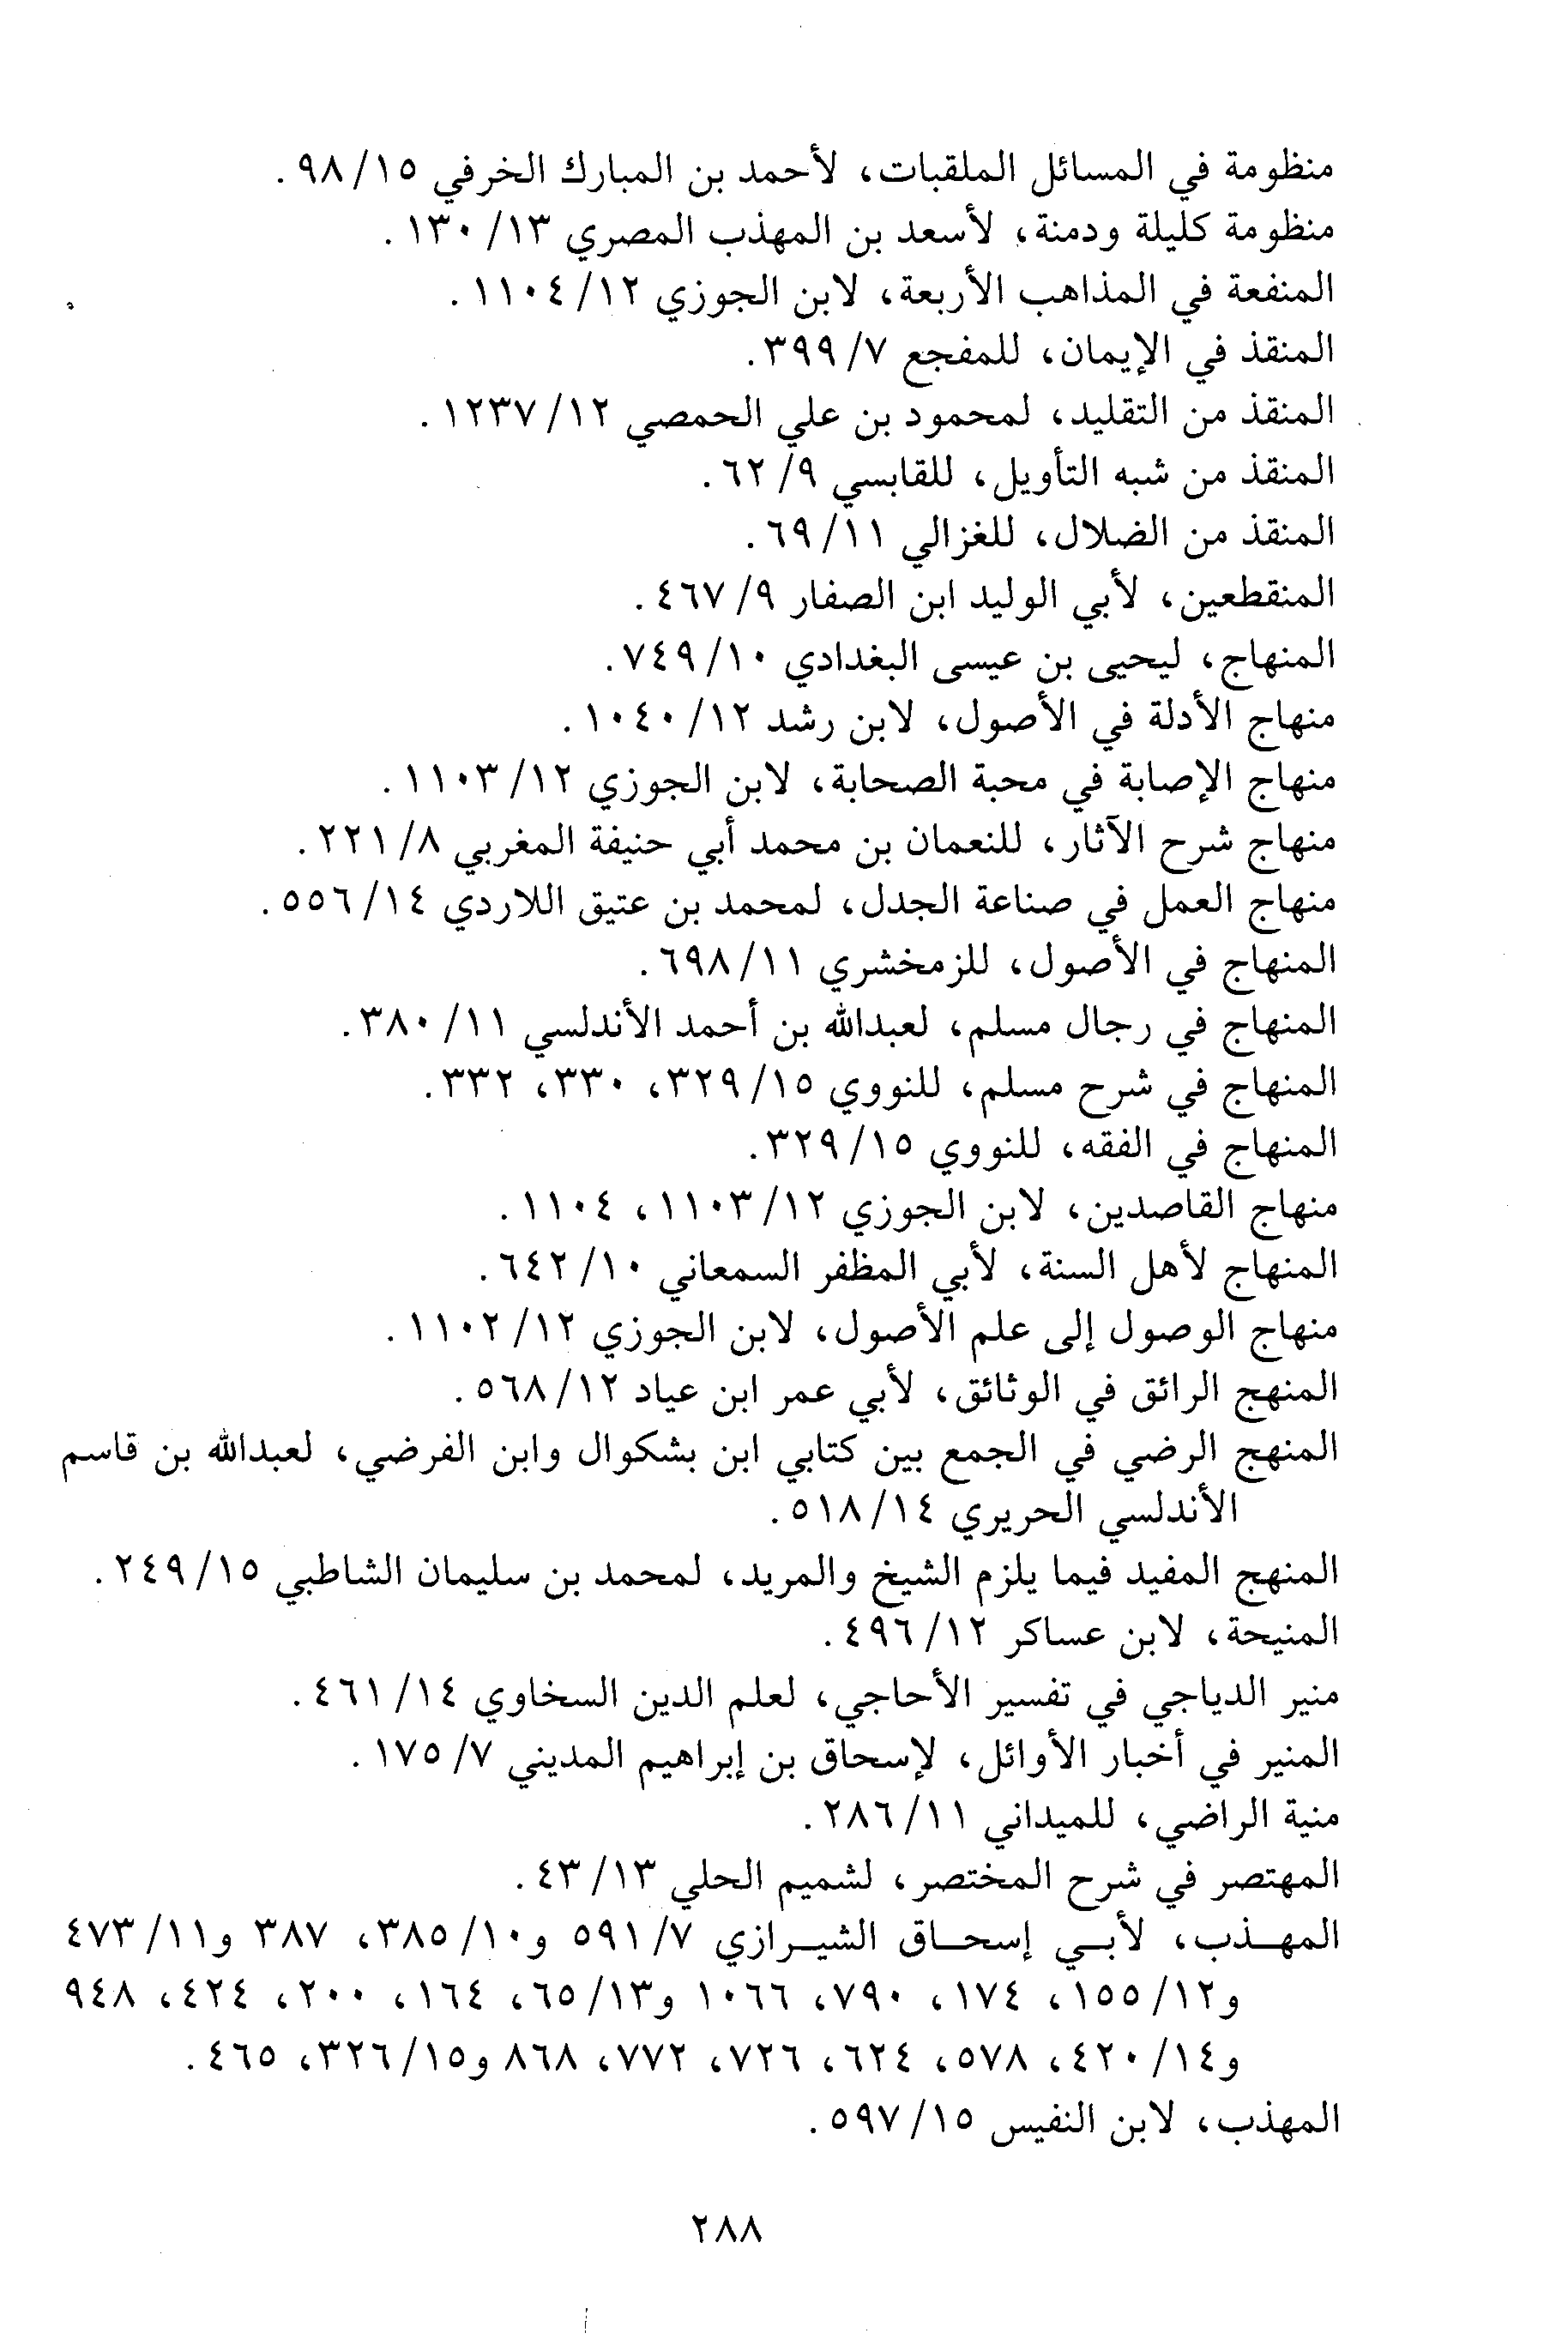 منظومة في المسائل الملقبات، لأحمد بن المبارك الخرفي ١٥/ ٩٨.
منظومة كليلة ودمنة، لأسعد بن المهذب المصري ١٣/ ١٣٠.
المنفعة في المذاهب الأربعة، لابن الجوزي ١٢/ ١١٠٤.
المنقذ في الإيمان، للمفجع ٧/ ٣٩٩.
المنقذ من التقليد، لمحمود بن علي الحمصي ١٢/ ١٢٣٧.
المنقذ من شبه التأويل، للقابسي ٩/ ٦٢.
المنقذ من الضلال، للغزالي ١١/ ٦٩.
المنقطعين، لأبي الوليد ابن الصفار ٩/ ٤٦٧.
المنهاج، ليحيى بن عيسى البغدادي ١٠/ ٧٤٩.
منهاج الأدلة في الأصول، لابن رشد ١٢/ ١٠٤٠.
منهاج الإصابة في محبة الصحابة، لابن الجوزي ١٢/ ١١٠٣.
منهاج شرح الآثار، للنعمان بن محمد أبي حنيفة المغربي ٨/ ٢٢١.
منهاج العمل في صناعة الجدل، لمحمد بن عتيق اللاردي ١٤/ ٥٥٦.
المنهاج في الأصول، للزمخشري ١١/ ٦٩٨.
المنهاج في رجال مسلم، لعبدالله بن أحمد الأندلسي ١١/ ٣٨٠.
المنهاج في شرح مسلم، للنووي ١٥/ ٣٢٩، ٣٣٠، ٣٣٢.
المنهاج في الفقه، للنووي ١٥/ ٣٢٩.
منهاج القاصدين، لابن الجوزي ١٢/ ١١٠٣، ١١٠٤.
المنهاج لأهل السنة، لأبي المظفر السمعاني ١٠/ ٦٤٢.
منهاج الوصول إلى علم الأصول، لابن الجوزي ١٢/ ١١٠٢.
المنهج الرائق في الوثائق، لأبي عمر ابن عياد ١٢/ ٥٦٨.
المنهج الرضي في الجمع بين كتابي ابن بشكوال وابن الفرضي، لعبدالله بن قاسم
الأندلسي الحريري ١٤/ ٥١٨.
المنهج المفيد فيما يلزم الشيخ والمريد، لمحمد بن سليمان الشاطبي ١٥/ ٢٤٩.
المنيحة، لابن عساكر ١٢/ ٤٩٦.
منير الدياجي في تفسير الأحاجي، لعلم الدين السخاوي ١٤/ ٤٦١.
المنير في أخبار الأوائل، لإسحاق بن إبراهيم المديني ٧/ ١٧٥.
منية الراضي، للميداني ١١/ ٢٨٦.
المهتصر في شرح المختصر، لشميم الحلي ١٣/ ٤٣.
المهـذب، لأبـي إسحـاق الشيـرازي ٧/ ٥٩١ و١٠/ ٣٨٥، ٣٨٧ و١١/ ٤٧٣
و١٢/ ١٥٥، ١٧٤، ٧٩٠، ١٠٦٦ و١٣/ ٦٥، ١٦٤، ٢٠٠، ٤٢٤، ٩٤٨
و١٤/ ٤٢٠، ٥٧٨، ٦٢٤، ٧٢٦، ٧٧٢، ٨٦٨ و١٥/ ٣٢٦، ٤٦٥.
المهذب، لابن النفيس ١٥/ ٥٩٧.
٢٨٨